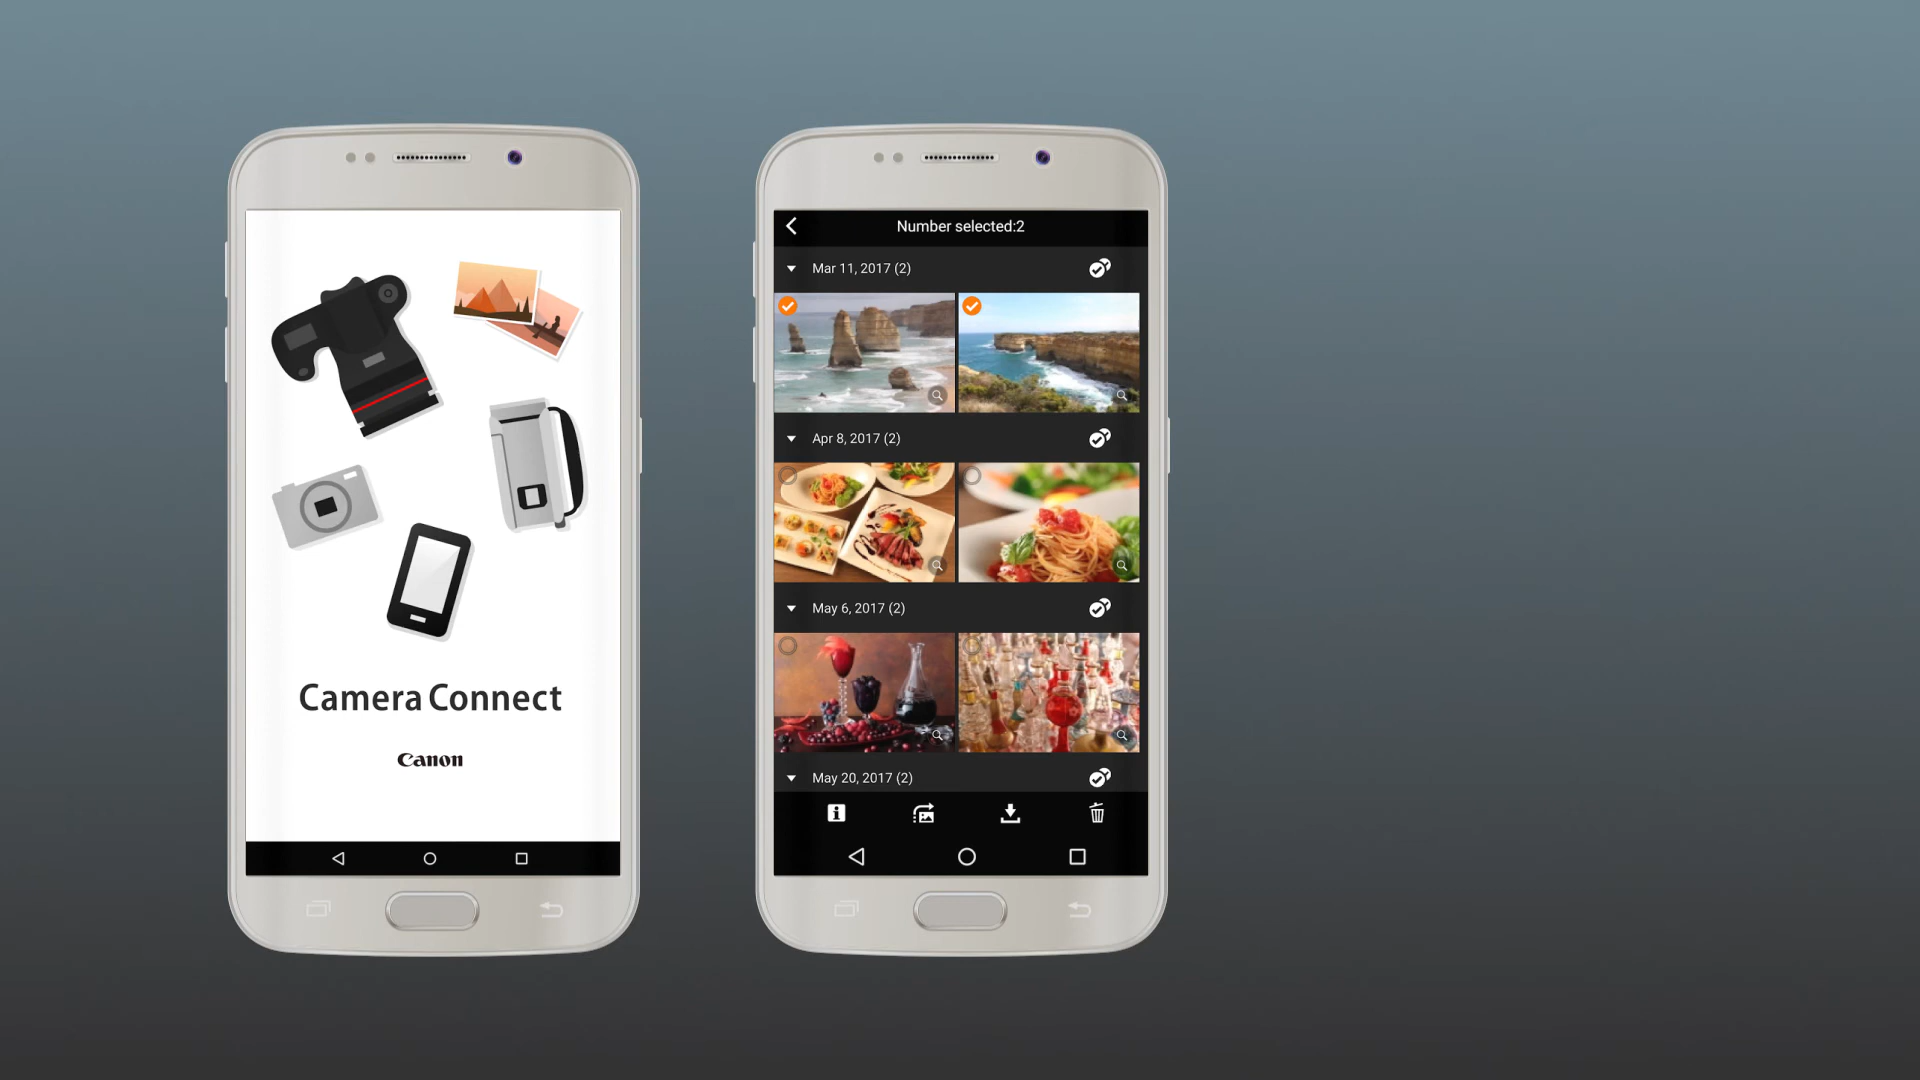 Camera Connect
Canon
Number selected:2
Mar 11, 2017 (2)
Apr 8, 2017 (2)
May 6, 2017 (2)
May 20, 2017 (2)